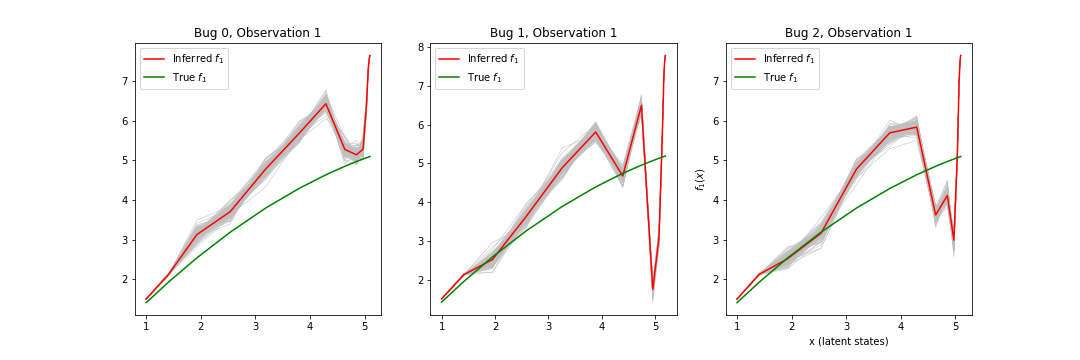 Bug 0, Observation 1
Inferred f₁
True f₁
7
6
5
4
3
2
1 2 3 4 5
Bug 1, Observation 1
Inferred f₁
True f₁
8
7
6
5
4
3
2
1 2 3 4 5
Bug 2, Observation 1
Inferred f₁
True f₁
f₁(x)
7
6
5
4
3
2
1 2 3 4 5
x (latent states)